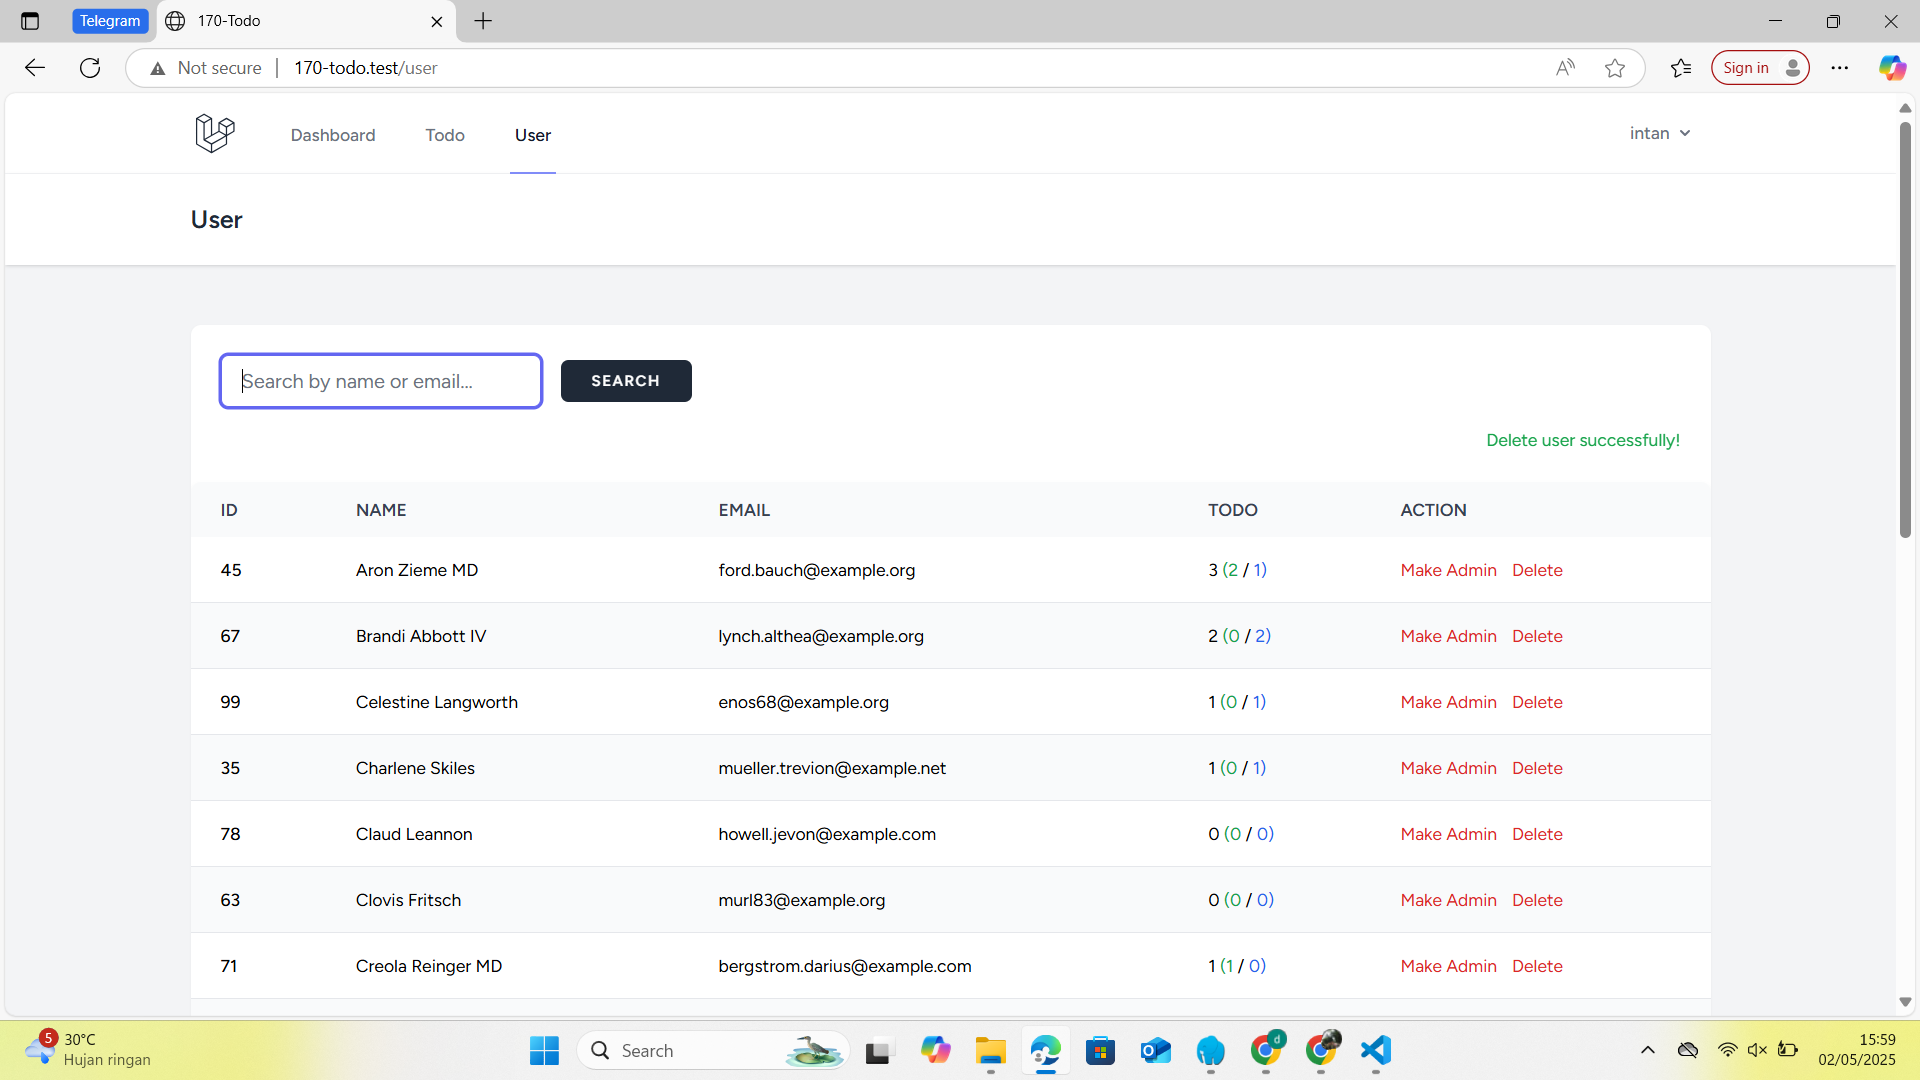 Telegram
170-Todo
Not secure
170-todo.test/user
Sign in
Dashboard Todo User
intan
User
Search by name or email...
SEARCH
Delete user successfully!
ID NAME EMAIL TODO ACTION
45 Aron Zieme MD ford.bauch@example.org 3 (2 / 1) Make Admin Delete
67 Brandi Abbott IV lynch.althea@example.org 2 (0 / 2) Make Admin Delete
99 Celestine Langworth enos68@example.org 1 (0 / 1) Make Admin Delete
35 Charlene Skiles mueller.trevion@example.net 1 (0 / 1) Make Admin Delete
78 Claud Leannon howell.jevon@example.com 0 (0 / 0) Make Admin Delete
63 Clovis Fritsch murl83@example.org 0 (0 / 0) Make Admin Delete
71 Creola Reinger MD bergstrom.darius@example.com 1 (1 / 0) Make Admin Delete
5
30°C
Hujan ringan
Search
d
15:59
02/05/2025